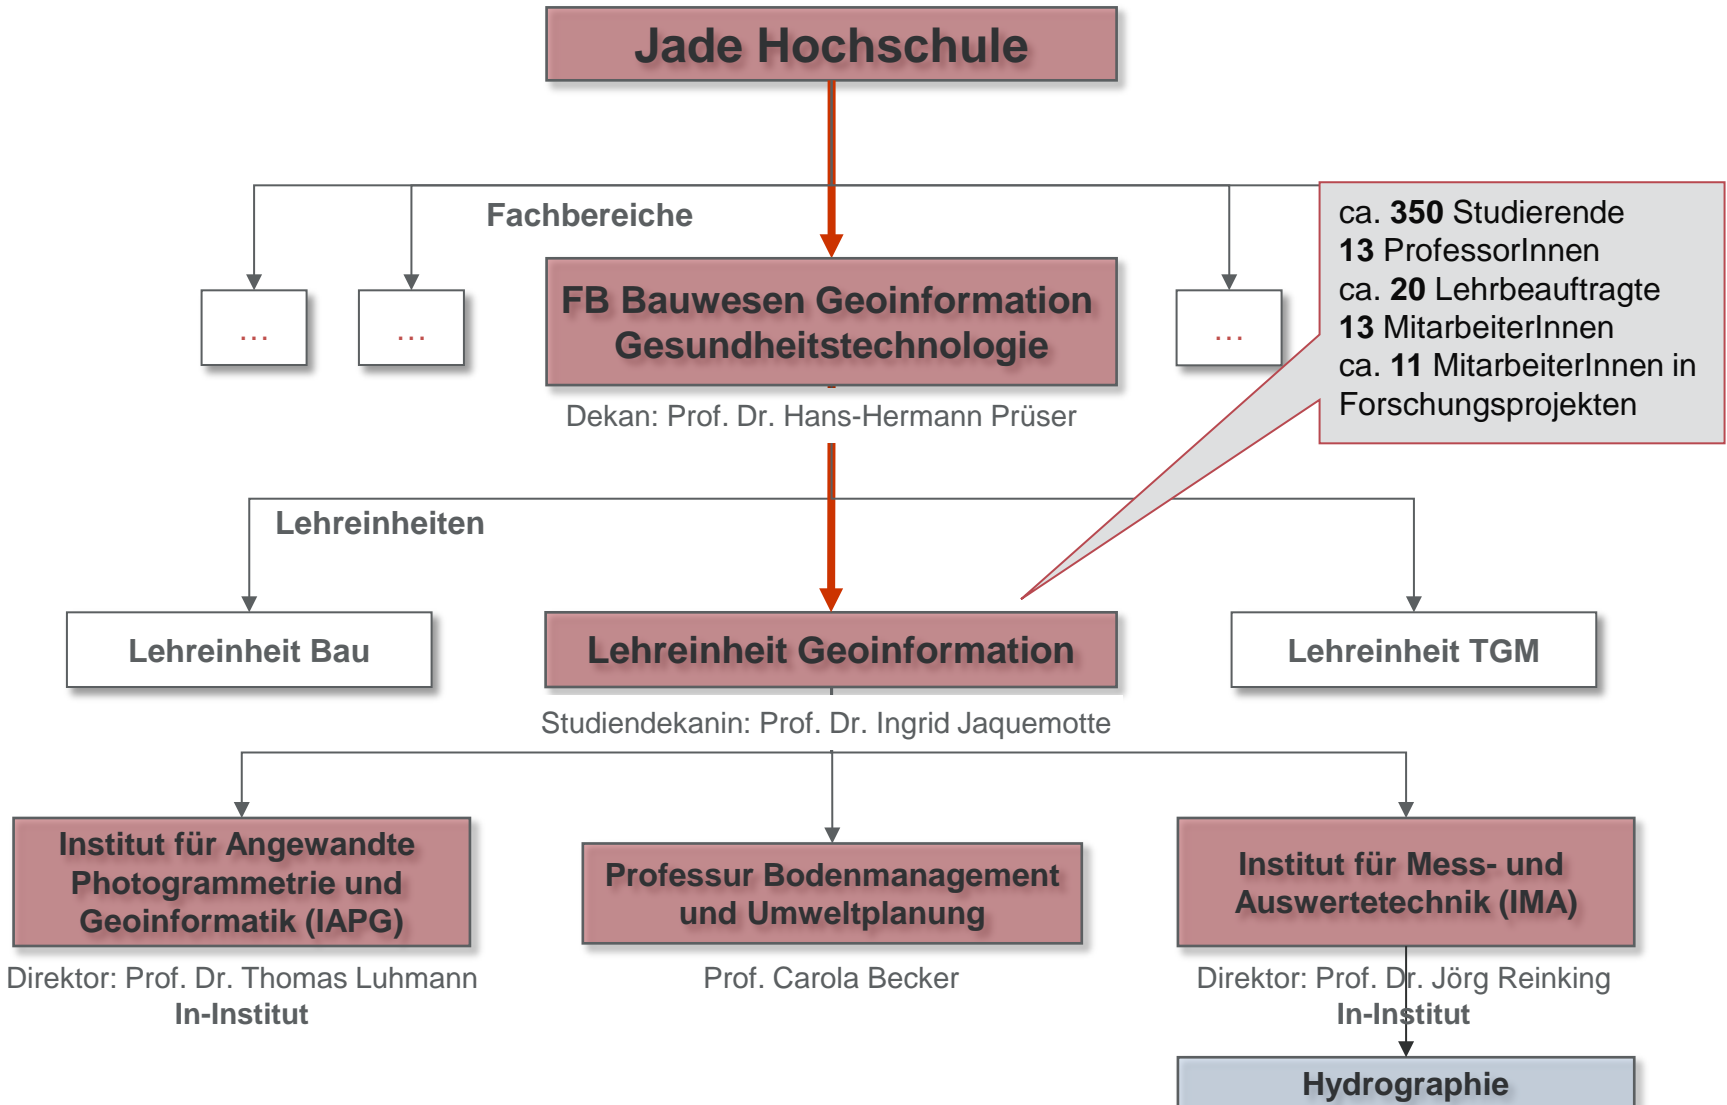 Jade Hochschule
Fachbereiche
...
...
FB Bauwesen Geoinformation
Gesundheitstechnologie
...
ca. 350 Studierende
13 ProfessorInnen
ca. 20 Lehrbeauftragte
13 MitarbeiterInnen
ca. 11 MitarbeiterInnen in
Forschungsprojekten
Dekan: Prof. Dr. Hans-Hermann Prüser
Lehreinheiten
Lehreinheit Bau
Lehreinheit Geoinformation
Lehreinheit TGM
Studiendekanin: Prof. Dr. Ingrid Jaquemotte
Institut für Angewandte
Photogrammetrie und
Geoinformatik (IAPG)
Direktor: Prof. Dr. Thomas Luhmann
In-Institut
Professur Bodenmanagement
und Umweltplanung
Prof. Carola Becker
Institut für Mess- und
Auswertetechnik (IMA)
Direktor: Prof. Dr. Jörg Reinking
In-Institut
Hydrographie